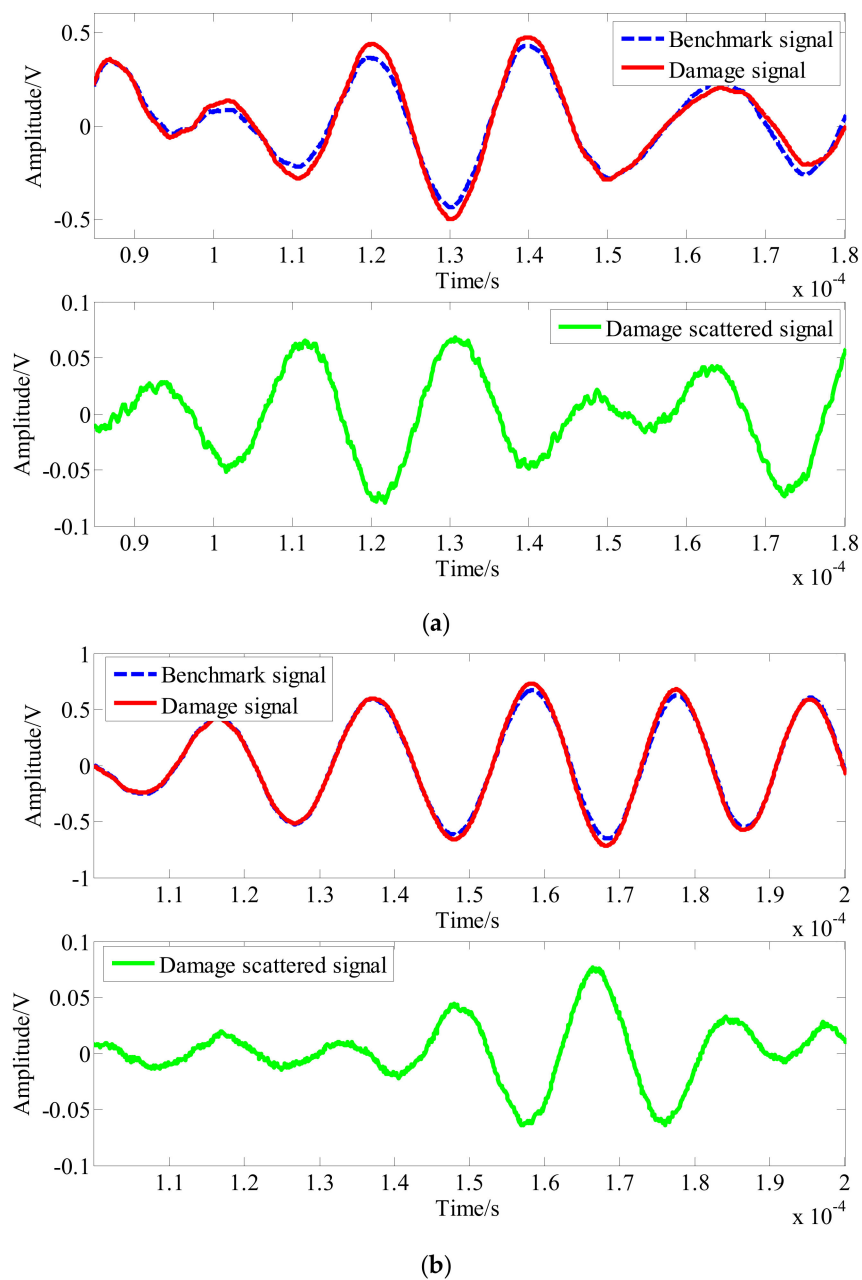 Benchmark signal
Damage signal
Amplitude/V
0.5
0
-0.5
0.9 1 1.1 1.2 1.3 1.4 1.5 1.6 1.7 1.8
Time/s
x 10-4
Damage scattered signal
Amplitude/V
0.1
0.05
0
-0.05
-0.1
0.9 1 1.1 1.2 1.3 1.4 1.5 1.6 1.7 1.8
Time/s
x 10-4
(a)
Benchmark signal
Damage signal
Amplitude/V
1
0.5
0
-0.5
-1
1.1 1.2 1.3 1.4 1.5 1.6 1.7 1.8 1.9 2
Time/s
x 10-4
Damage scattered signal
Amplitude/V
0.1
0.05
0
-0.05
-0.1
1.1 1.2 1.3 1.4 1.5 1.6 1.7 1.8 1.9 2
Time/s
x 10-4
(b)